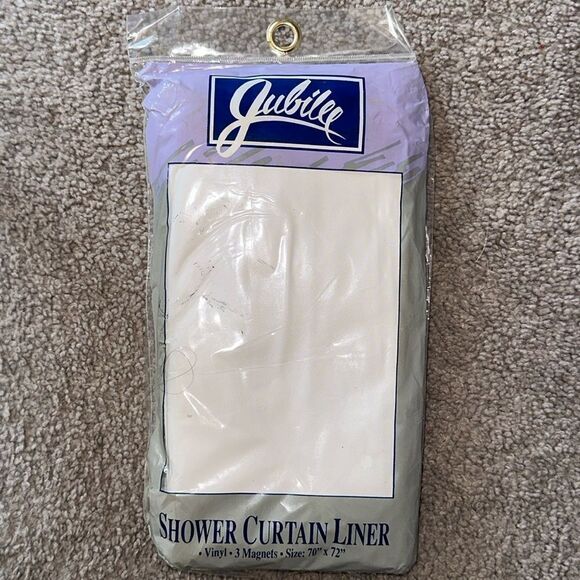 Jubilee
SHOWER CURTAIN LINER
• Vinyl • 3 Magnets • Size: 70" x 72"